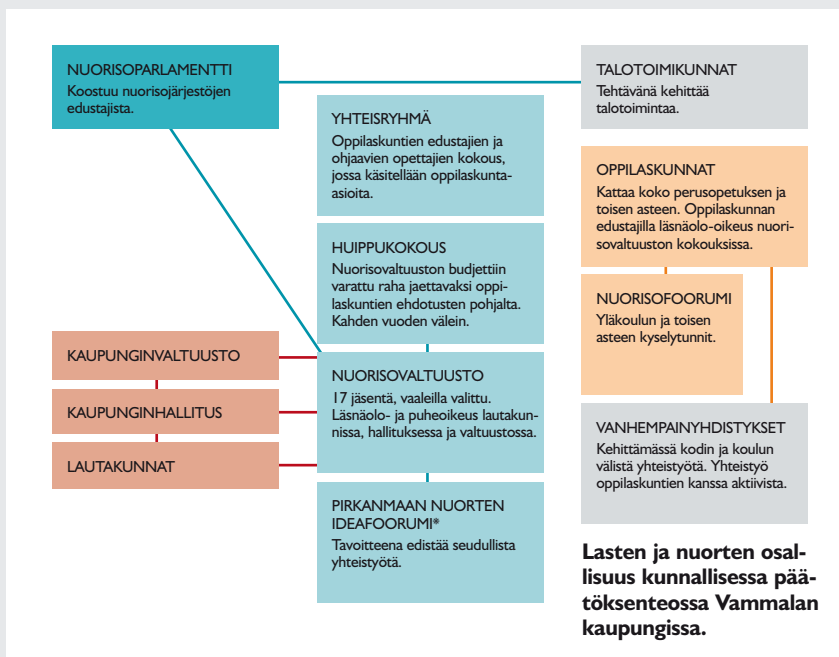 NUORISOPARLAMENTTI
Koostuu nuorisojärjestöjen
edustajista.
TALOTOIMIKUNNAT
Tehtävänä kehittää
talotoimintaa.
YHTEISRYHMÄ
Oppilaskuntien edustajien ja
ohjaavien opettajien kokous,
jossa käsitellään oppilaskunta-
asioita.
OPPILASKUNNAT
Kattaa koko perusopetuksen ja
toisen asteen. Oppilaskunnan
edustajilla läsnäolo-oikeus nuori-
sovaltuuston kokouksissa.
HUIPPUKOKOUS
Nuorisovaltuuston budjettiin
varattu raha jaettavaksi oppi-
laskuntien ehdotusten pohjalta.
Kahden vuoden välein.
NUORISOFOORUMI
Yläkoulun ja toisen
asteen kyselytunnit.
KAUPUNGINVALTUUSTO
KAUPUNGINHALLITUS
LAUTAKUNNAT
NUORISOVALTUUSTO
17 jäsentä, vaaleilla valittu.
Läsnäolo- ja puheoikeus lautakun-
nissa, hallituksessa ja valtuustossa.
VANHEMPAINYHDISTYKSET
Kehittämässä kodin ja koulun
välistä yhteistyötä. Yhteistyö
oppilaskuntien kanssa aktiivista.
PIRKANMAAN NUORTEN
IDEAFOORUMI*
Tavoitteena edistää seudullista
yhteistyötä.
Lasten ja nuorten osal-
lisuus kunnallisessa pää-
töksenteossa Vammalan
kaupungissa.